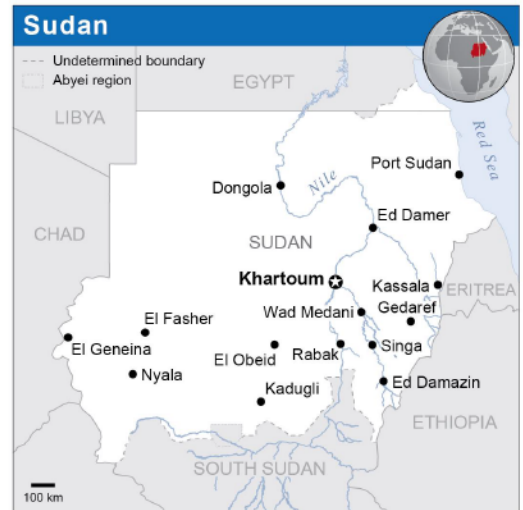 Sudan
Undetermined boundary
Abyei region
EGYPT
LIBYA
Red Sea
Port Sudan
Nile
Dongola
Ed Damer
CHAD
SUDAN
Khartoum
Kassala
ERITREA
Wad Medani
Gedaref
El Fasher
El Geneina
El Obeid
Rabak
Singa
Nyala
Kadugli
Ed Damazin
ETHIOPIA
SOUTH SUDAN
100 km